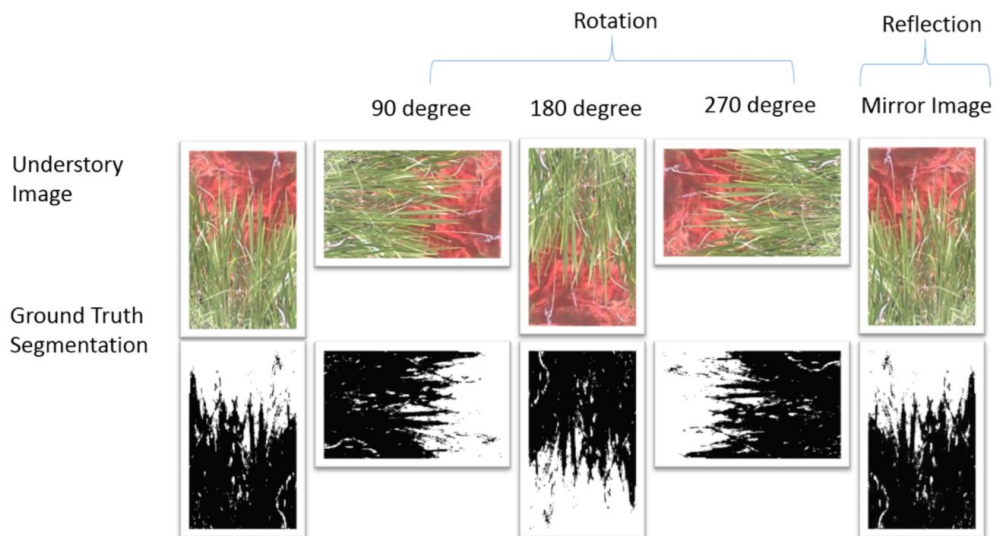 Rotation
Reflection
90 degree
180 degree
270 degree
Mirror Image
Understory
Image
Ground Truth
Segmentation